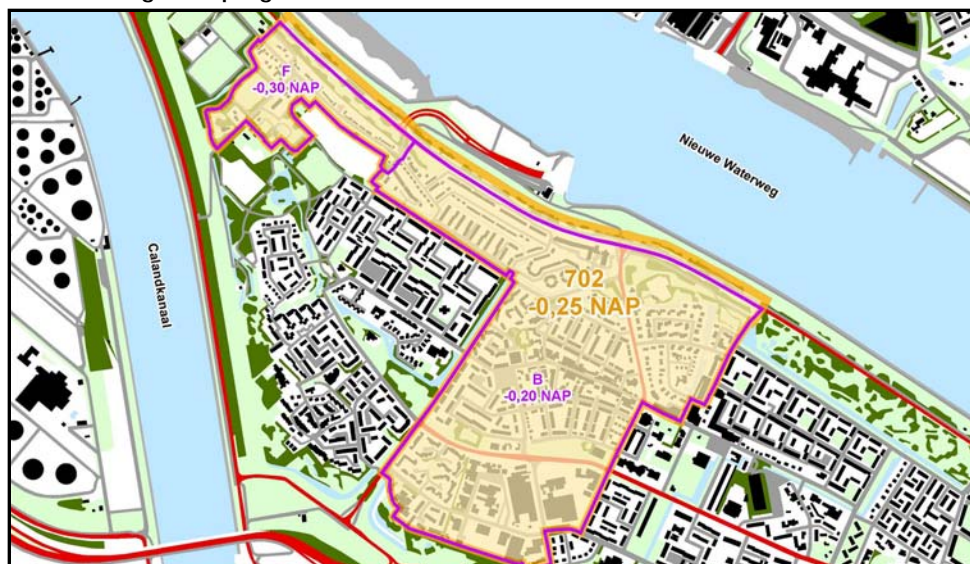 F
-0,30 NAP
Nieuwe Waterweg
Calandkanaal
702
-0,25 NAP
B
-0,20 NAP